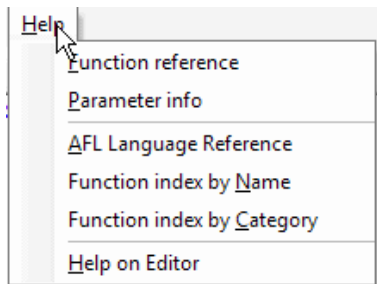 Help
Function reference
Parameter info
AFL Language Reference
Function index by Name
Function index by Category
Help on Editor